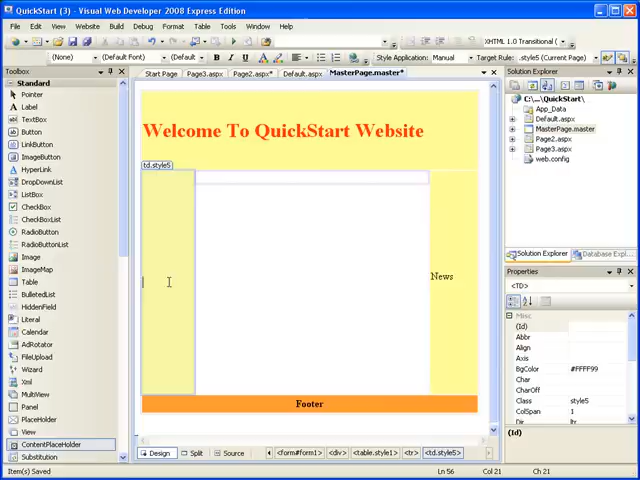 QuickStart (3) - Visual Web Developer 2008 Express Edition
File Edit View Website Build Debug Format Table Tools Window Help
XHTML 1.0 Transitional (
(None) (Default Font) (Default B I U A Style Application: Manual Target Rule: .style5 (Current Page)
Toolbox
Standard
Pointer
Label
TextBox
Button
LinkButton
ImageButton
HyperLink
DropDownList
ListBox
CheckBox
CheckBoxList
RadioButton
RadioButtonList
Image
ImageMap
Table
BulletedList
HiddenField
Literal
Calendar
AdRotator
FileUpload
Wizard
Xml
MultiView
Panel
PlaceHolder
View
ContentPlaceHolder
Substitution
Start Page Page3.aspx Page2.aspx* Default.aspx MasterPage.master*
Welcome To QuickStart Website
td.style5
News
Footer
Design Split Source <form#form1> <div> <table.style1> <tr> <td.style5>
Solution Explorer
C:\...\QuickStart\
App_Data
Default.aspx
MasterPage.master
Page2.aspx
Page3.aspx
web.config
Solution Explorer Database Expl...
Properties
<TD>
Misc
(Id)
Abbr
Align
Axis
BgColor #FFFF99
Char
CharOff
Class style5
ColSpan 1
Dir ltr
(Id)
Item(s) Saved Ln 56 Col 21 Ch 21